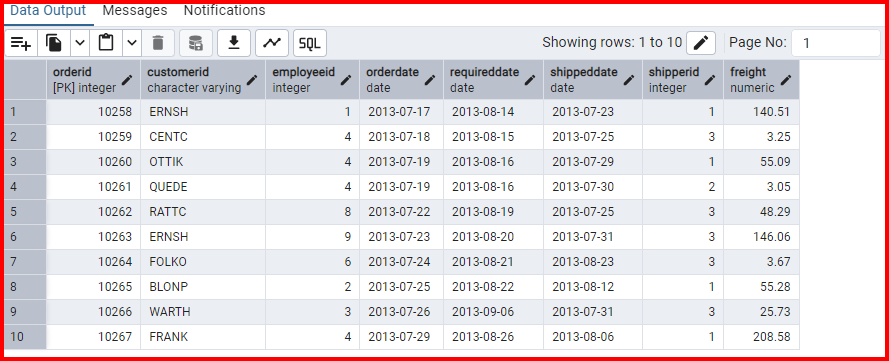 Data Output Messages Notifications
SQL Showing rows: 1 to 10 Page No: 1
orderid customerid employeeid orderdate requireddate shippeddate shipperid freight
[PK] integer character varying integer date date date integer numeric
1 10258 ERNSH 1 2013-07-17 2013-08-14 2013-07-23 1 140.51
2 10259 CENTC 4 2013-07-18 2013-08-15 2013-07-25 3 3.25
3 10260 OTTIK 4 2013-07-19 2013-08-16 2013-07-29 1 55.09
4 10261 QUEDE 4 2013-07-19 2013-08-16 2013-07-30 2 3.05
5 10262 RATTC 8 2013-07-22 2013-08-19 2013-07-25 3 48.29
6 10263 ERNSH 9 2013-07-23 2013-08-20 2013-07-31 3 146.06
7 10264 FOLKO 6 2013-07-24 2013-08-21 2013-08-23 3 3.67
8 10265 BLONP 2 2013-07-25 2013-08-22 2013-08-12 1 55.28
9 10266 WARTH 3 2013-07-26 2013-09-06 2013-07-31 3 25.73
10 10267 FRANK 4 2013-07-29 2013-08-26 2013-08-06 1 208.58